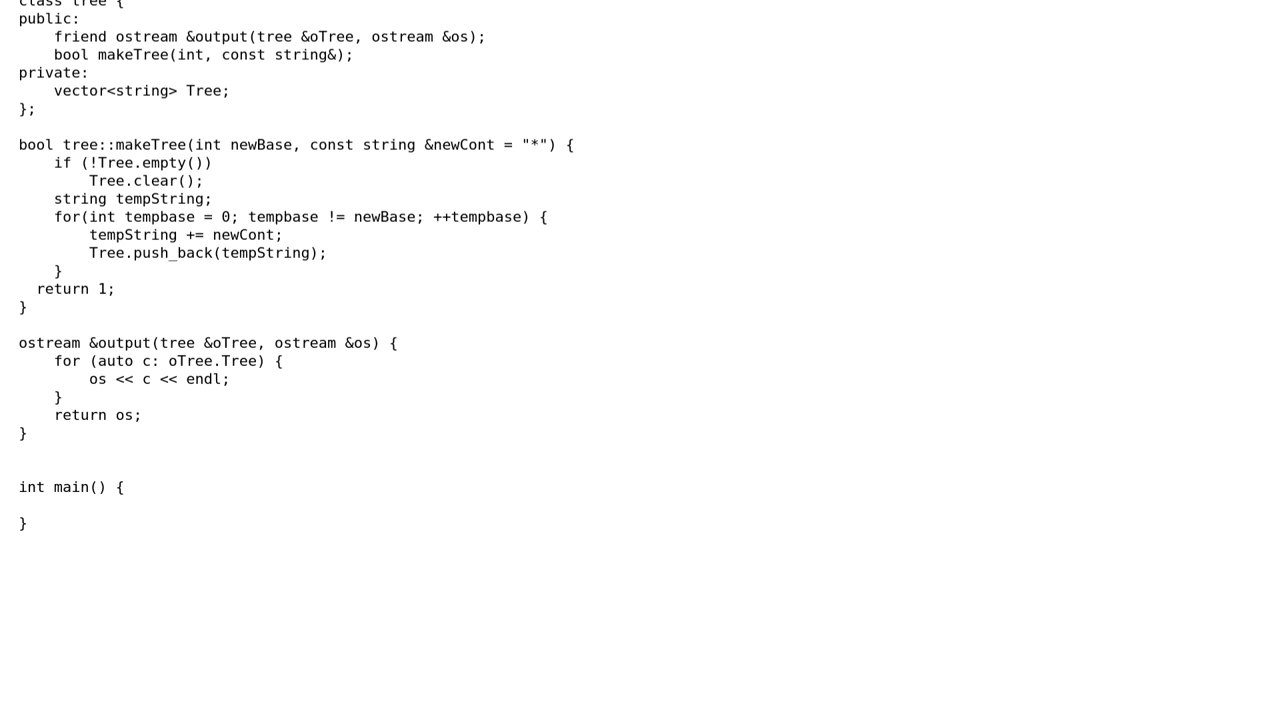 class tree {
public:
    friend ostream &output(tree &oTree, ostream &os);
    bool makeTree(int, const string&);
private:
    vector<string> Tree;
};

bool tree::makeTree(int newBase, const string &newCont = "*") {
    if (!Tree.empty())
        Tree.clear();
    string tempString;
    for(int tempbase = 0; tempbase != newBase; ++tempbase) {
        tempString += newCont;
        Tree.push_back(tempString);
    }
  return 1;
}

ostream &output(tree &oTree, ostream &os) {
    for (auto c: oTree.Tree) {
        os << c << endl;
    }
    return os;
}


int main() {

}